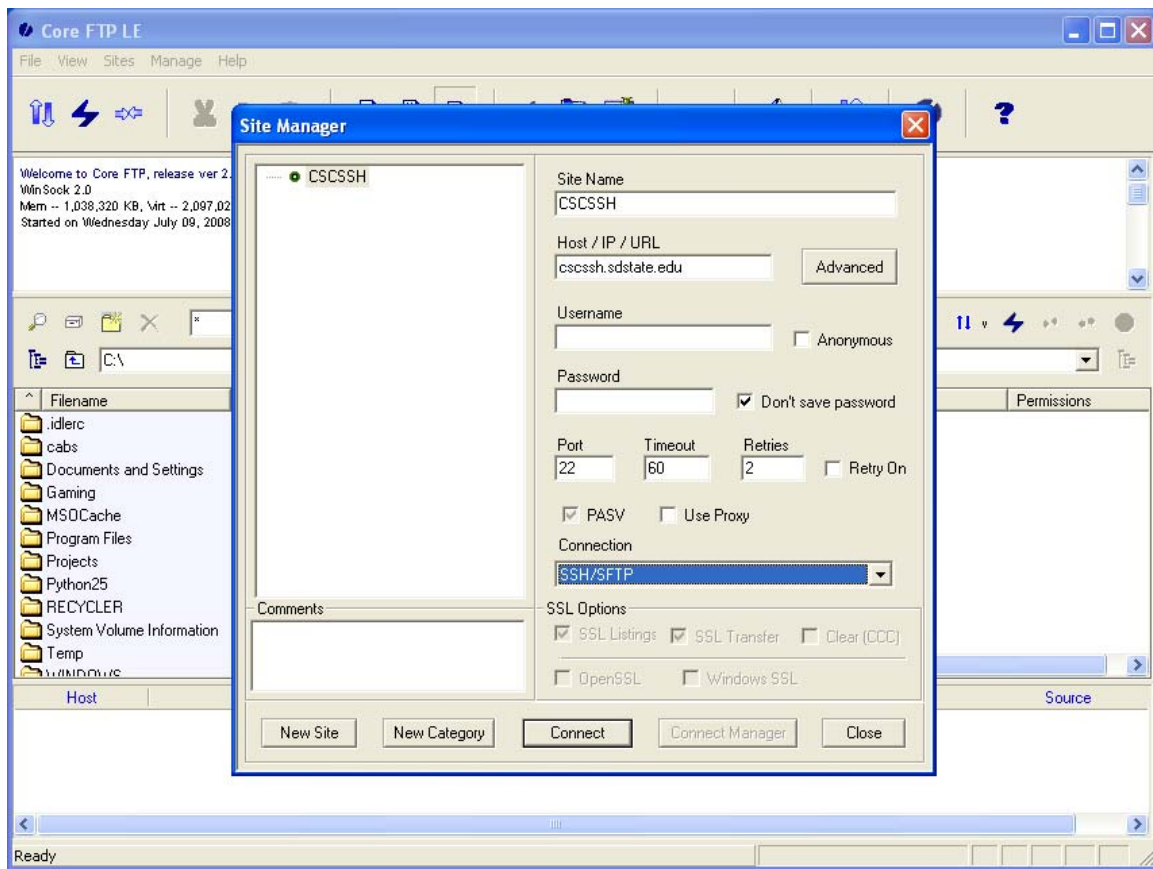 Core FTP LE
File View Sites Manage Help
Site Manager
Welcome to Core FTP, release ver 2.
WinSock 2.0
Mem -- 1,038,320 KB, Virt -- 2,097,02
Started on Wednesday July 09, 2008
CSCSSH
Site Name
CSCSSH
Host / IP / URL
cscssh.sdstate.edu Advanced
Username
Anonymous
Password
Don't save password
Port Timeout Retries
22 60 2 Retry On
PASV Use Proxy
Connection
SSH/SFTP
SSL Options
SSL Listings SSL Transfer Clear (CCC)
OpenSSL Windows SSL
Comments
New Site New Category Connect Connect Manager Close
*
C:\
^ Filename Permissions
.idlerc
cabs
Documents and Settings
Gaming
MSOCache
Program Files
Projects
Python25
RECYCLER
System Volume Information
Temp
WINDOWS
Host Source
Ready